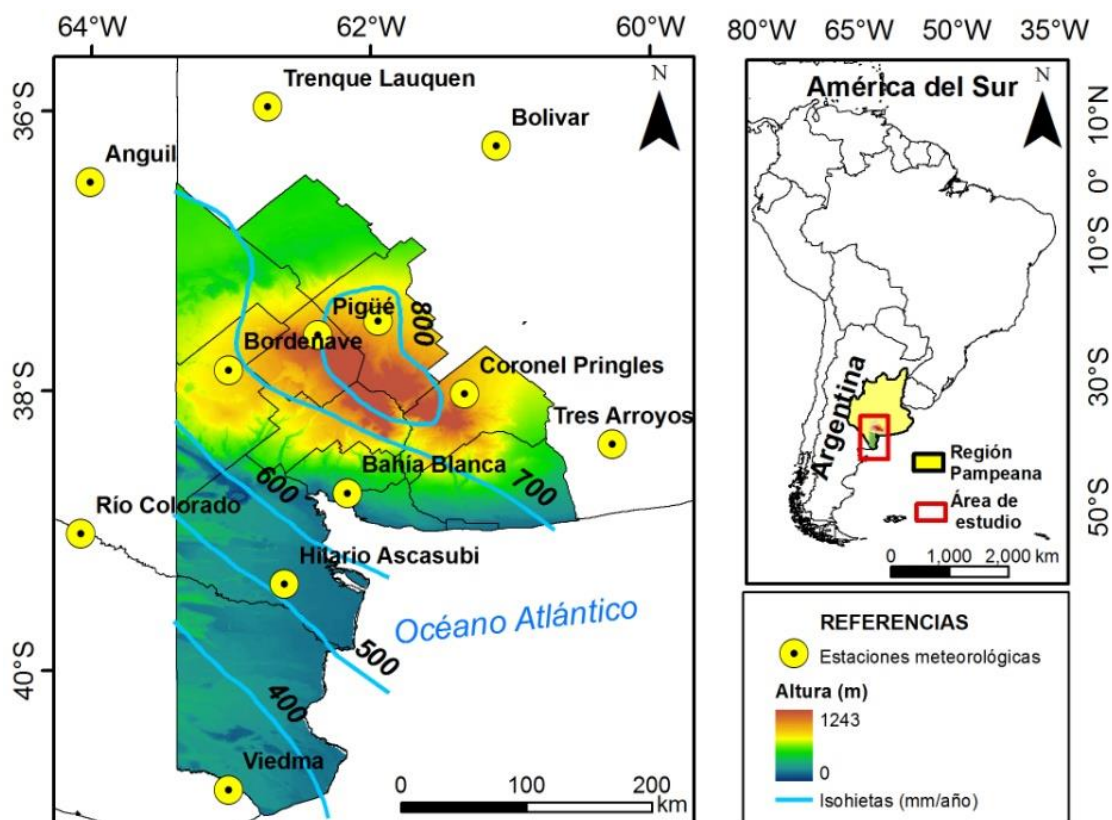 64°W
62°W
60°W
36°S
38°S
40°S
N
Trenque Lauquen
Bolivar
Anguil
Pigüé
800
Bordenave
Coronel Pringles
Tres Arroyos
Bahía Blanca
600
700
Río Colorado
Hilario Ascasubi
Océano Atlántico
500
400
Viedma
0
100
200
km
80°W
65°W
50°W
35°W
América del Sur
N
10°N
0°
10°S
30°S
50°S
Argentina
Región
Pampeana
Área de
estudio
0
1,000
2,000 km
REFERENCIAS
Estaciones meteorológicas
Altura (m)
1243
0
Isohietas (mm/año)